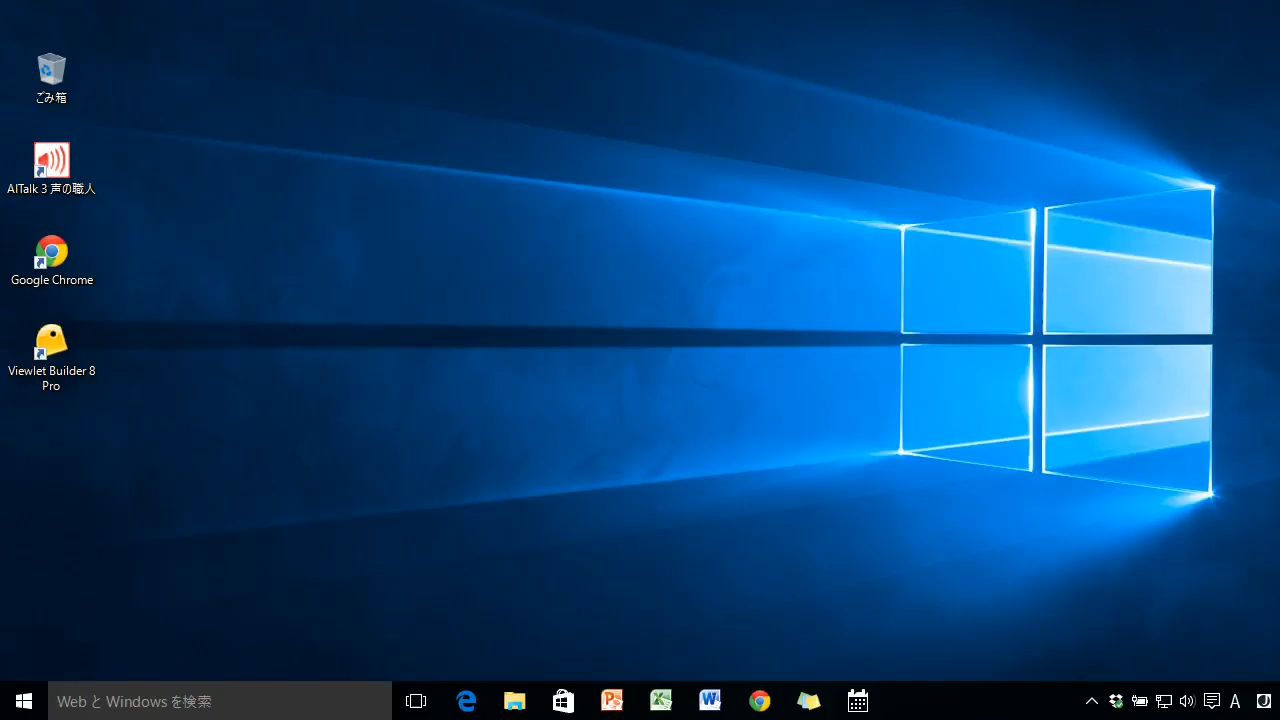 ごみ箱
AITalk 3 声の職人
Google Chrome
Viewlet Builder 8
Pro
Web と Windows を検索
A